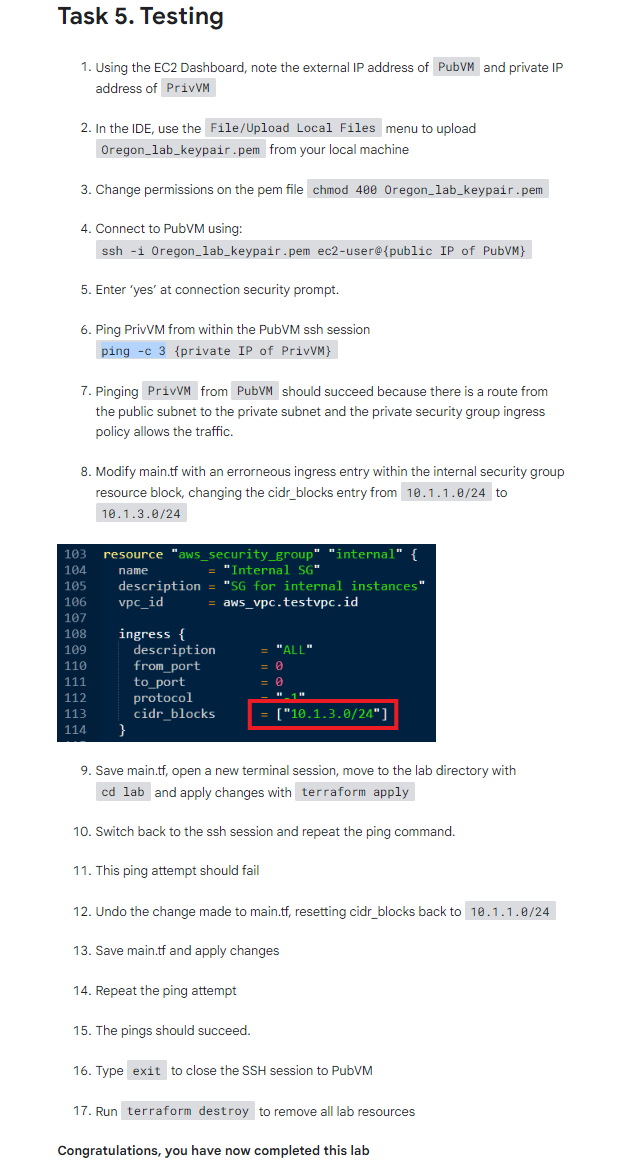 Task 5. Testing
1. Using the EC2 Dashboard, note the external IP address of PubVM and private IP
address of PrivVM
2. In the IDE, use the File/Upload Local Files menu to upload
Oregon_lab_keypair.pem from your local machine
3. Change permissions on the pem file chmod 400 Oregon_lab_keypair.pem
4. Connect to PubVM using:
ssh -i Oregon_lab_keypair.pem ec2-user@{public IP of PubVM}
5. Enter ‘yes’ at connection security prompt.
6. Ping PrivVM from within the PubVM ssh session
ping -c 3 {private IP of PrivVM}
7. Pinging PrivVM from PubVM should succeed because there is a route from
the public subnet to the private subnet and the private security group ingress
policy allows the traffic.
8. Modify main.tf with an errorneous ingress entry within the internal security group
resource block, changing the cidr_blocks entry from 10.1.1.0/24 to
10.1.3.0/24
103 resource "aws_security_group" "internal" {
104 name = "Internal SG"
105 description = "SG for internal instances"
106 vpc_id = aws_vpc.testvpc.id
107
108 ingress {
109 description = "ALL"
110 from_port = 0
111 to_port = 0
112 protocol = "-1"
113 cidr_blocks = ["10.1.3.0/24"]
114 }
9. Save main.tf, open a new terminal session, move to the lab directory with
cd lab and apply changes with terraform apply
10. Switch back to the ssh session and repeat the ping command.
11. This ping attempt should fail
12. Undo the change made to main.tf, resetting cidr_blocks back to 10.1.1.0/24
13. Save main.tf and apply changes
14. Repeat the ping attempt
15. The pings should succeed.
16. Type exit to close the SSH session to PubVM
17. Run terraform destroy to remove all lab resources
Congratulations, you have now completed this lab